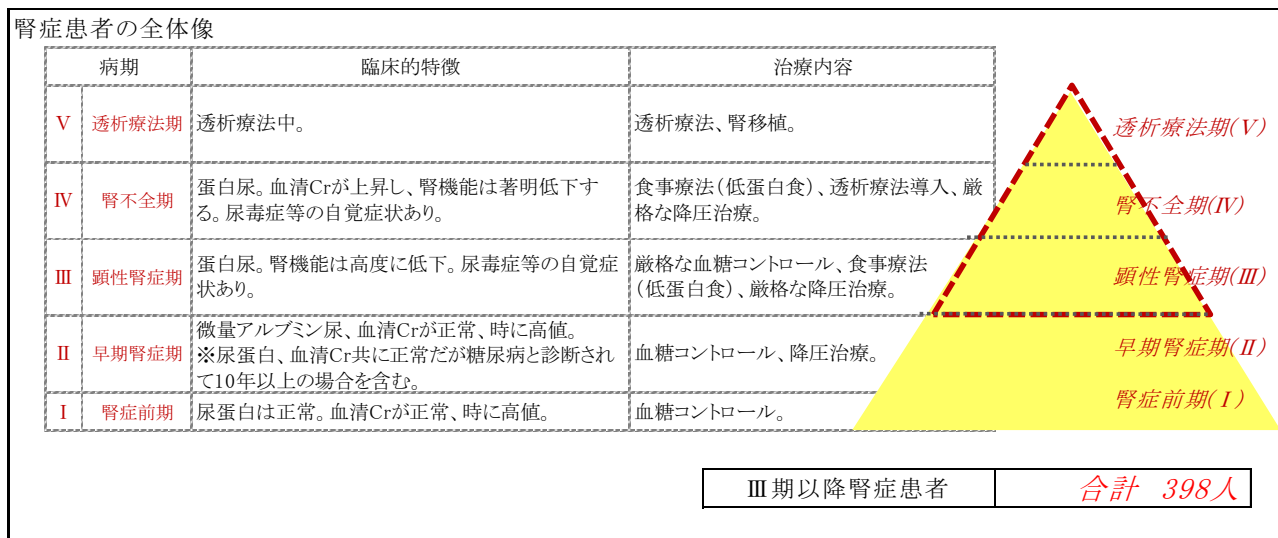 腎症患者の全体像
病期 臨床的特徴 治療内容
Ⅴ 透析療法期 透析療法中。 透析療法、腎移植。
Ⅳ 腎不全期 蛋白尿。血清Crが上昇し、腎機能は著明低下す
る。尿毒症等の自覚症状あり。
食事療法(低蛋白食)、透析療法導入、厳
格な降圧治療。
Ⅲ 顕性腎症期 蛋白尿。腎機能は高度に低下。尿毒症等の自覚症
状あり。
厳格な血糖コントロール、食事療法
(低蛋白食)、厳格な降圧治療。
Ⅱ 早期腎症期 微量アルブミン尿、血清Crが正常、時に高値。
※尿蛋白、血清Cr共に正常だが糖尿病と診断され
て10年以上の場合を含む。
血糖コントロール、降圧治療。
Ⅰ 腎症前期 尿蛋白は正常。血清Crが正常、時に高値。 血糖コントロール。
透析療法期(Ⅴ)
腎不全期(Ⅳ)
顕性腎症期(Ⅲ)
早期腎症期(Ⅱ)
腎症前期(Ⅰ)
Ⅲ期以降腎症患者 合計 398人